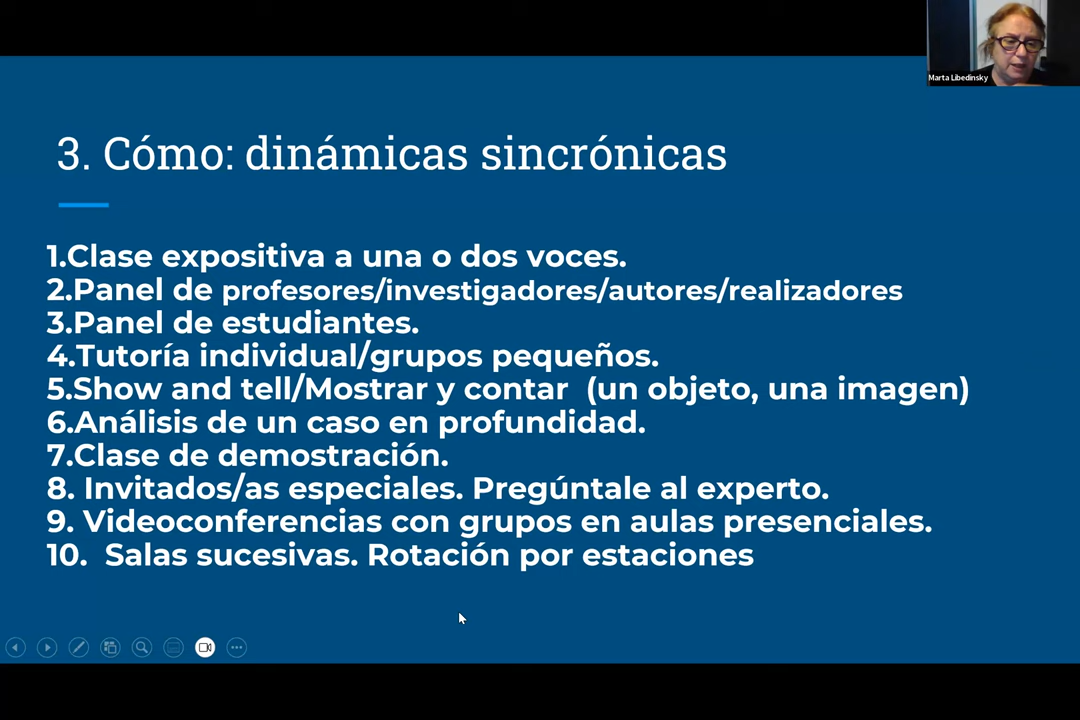 Marta Libedinsky
3. Cómo: dinámicas sincrónicas
1.Clase expositiva a una o dos voces.
2.Panel de profesores/investigadores/autores/realizadores
3.Panel de estudiantes.
4.Tutoría individual/grupos pequeños.
5.Show and tell/Mostrar y contar (un objeto, una imagen)
6.Análisis de un caso en profundidad.
7.Clase de demostración.
8. Invitados/as especiales. Pregúntale al experto.
9. Videoconferencias con grupos en aulas presenciales.
10. Salas sucesivas. Rotación por estaciones